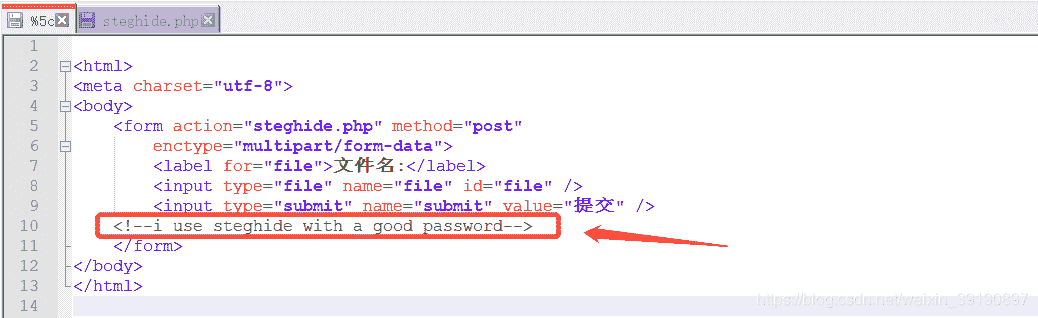 %5c steghide.php
1
2 <html>
3 <meta charset="utf-8">
4 <body>
5 <form action="steghide.php" method="post"
6 enctype="multipart/form-data">
7 <label for="file">文件名:</label>
8 <input type="file" name="file" id="file" />
9 <input type="submit" name="submit" value="提交" />
10 <!--i use steghide with a good password-->
11 </form>
12 </body>
13 </html>
14
https://blog.csdn.net/weixin_39190897